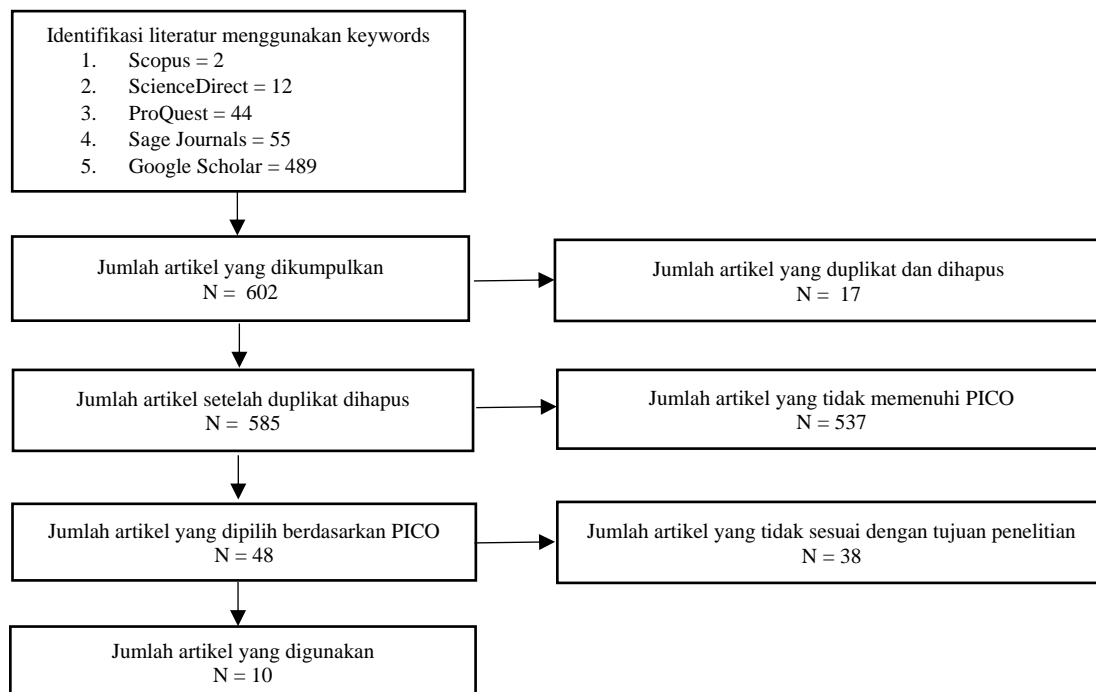 Identifikasi literatur menggunakan keywords
1. Scopus = 2
2. ScienceDirect = 12
3. ProQuest = 44
4. Sage Journals = 55
5. Google Scholar = 489
Jumlah artikel yang dikumpulkan
N = 602
Jumlah artikel yang duplikat dan dihapus
N = 17
Jumlah artikel setelah duplikat dihapus
N = 585
Jumlah artikel yang tidak memenuhi PICO
N = 537
Jumlah artikel yang dipilih berdasarkan PICO
N = 48
Jumlah artikel yang tidak sesuai dengan tujuan penelitian
N = 38
Jumlah artikel yang digunakan
N = 10